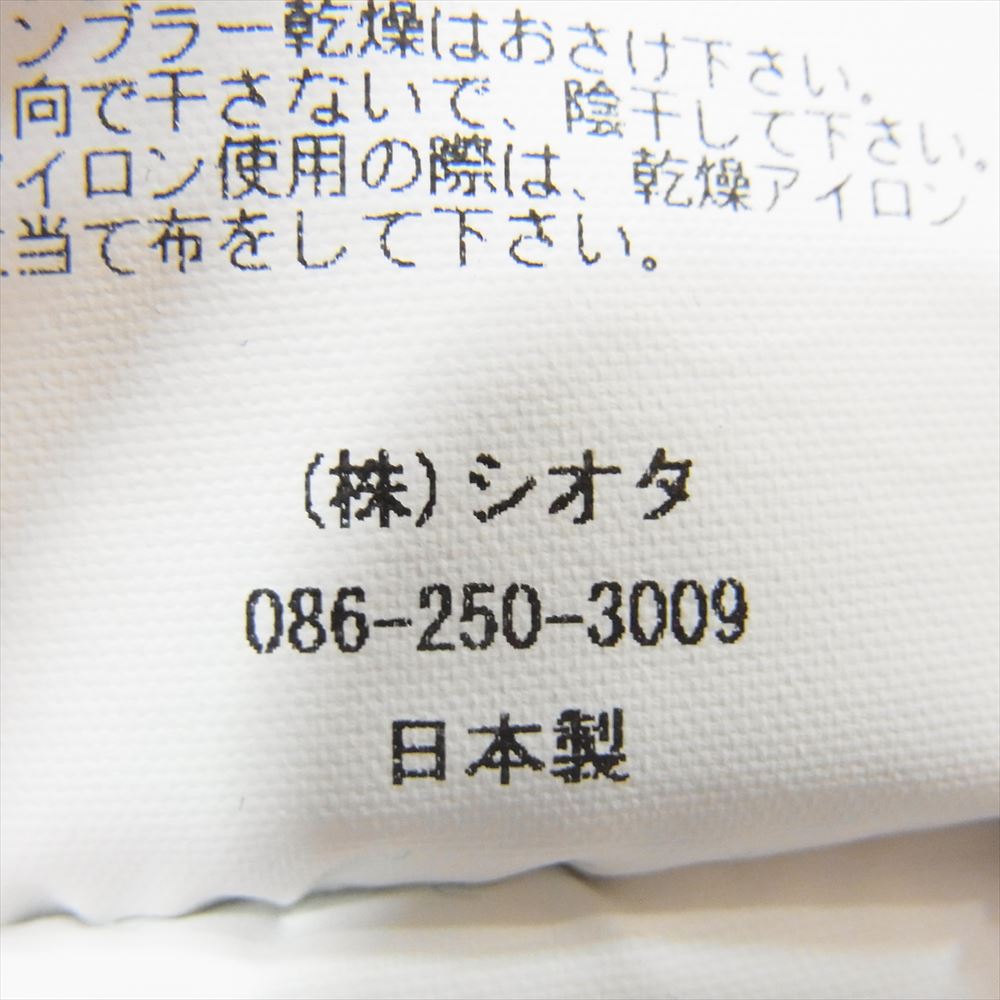 ンブラー乾燥はおさけ下さい。
向で干さないで、陰干して下さい。
イロン使用の際は、乾燥アイロン
当て布をして下さい。
(株)シオタ
086-250-3009
日本製